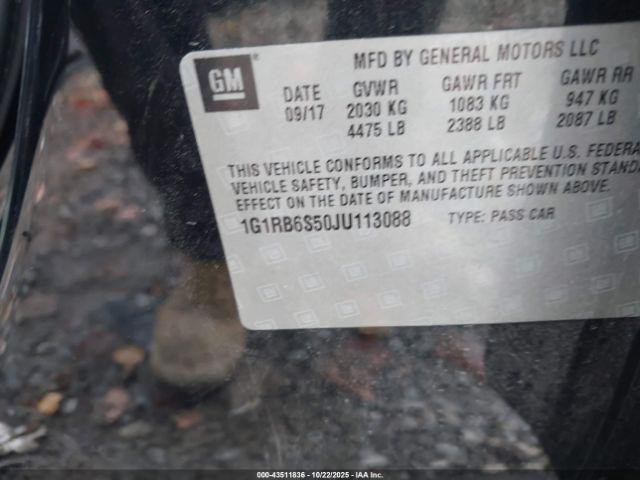 GM
MFD BY GENERAL MOTORS LLC
DATE GVWR GAWR FRT GAWR RR
09/17 2030 KG 1083 KG 947 KG
4475 LB 2388 LB 2087 LB
THIS VEHICLE CONFORMS TO ALL APPLICABLE U.S. FEDERA
VEHICLE SAFETY, BUMPER, AND THEFT PREVENTION STAND
EFFECT ON THE DATE OF MANUFACTURE SHOWN ABOVE.
1G1RB6S50JU113088 TYPE: PASS CAR
000-43511836 - 10/22/2025 - IAAI.COM